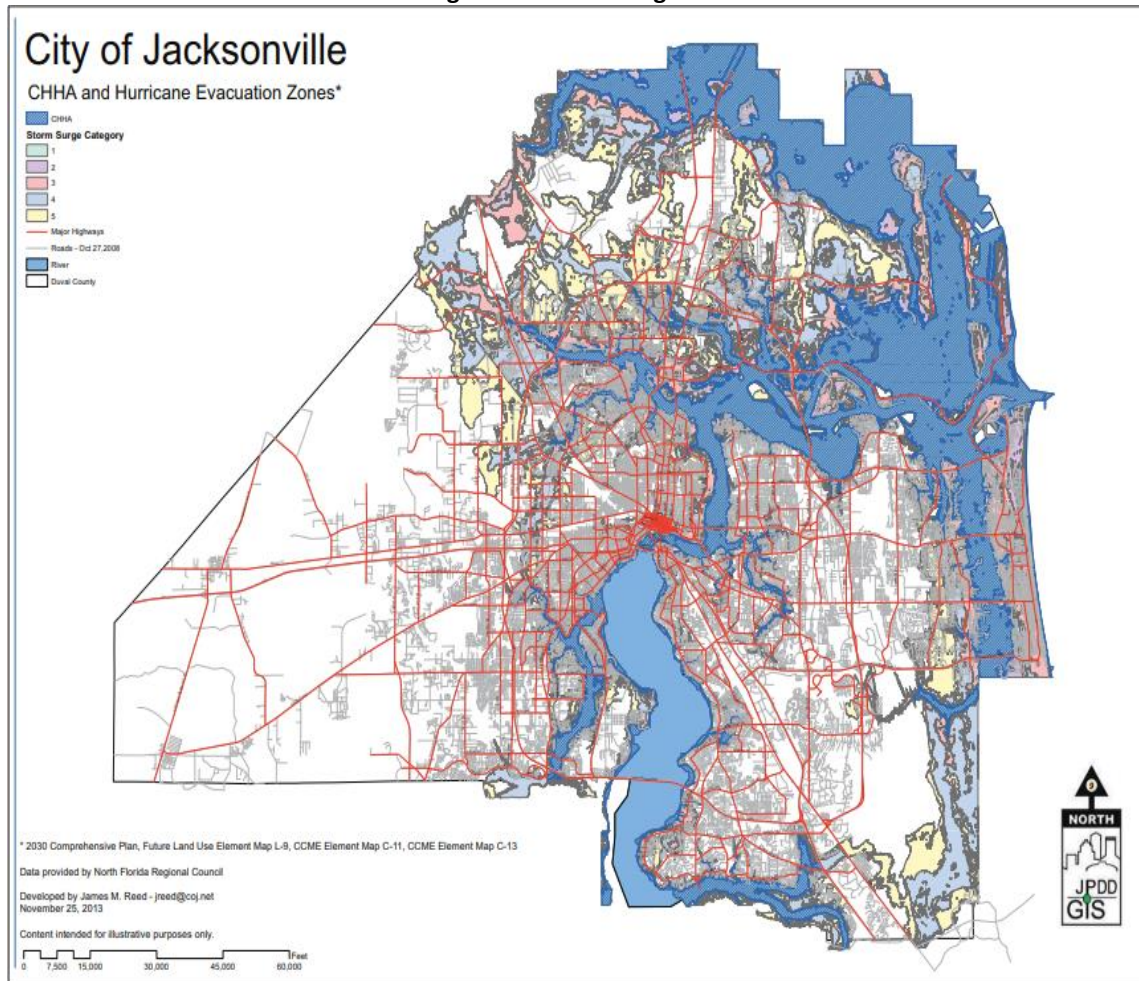 City of Jacksonville
CHHA and Hurricane Evacuation Zones*
CHHA
Storm Surge Category
1
2
3
4
5
Major Highways
Roads - Oct 27,2008
River
Duval County
* 2030 Comprehensive Plan, Future Land Use Element Map L-9, CCME Element Map C-11, CCME Element Map C-13
Data provided by North Florida Regional Council
Developed by James M. Reed - jreed@coj.net
November 25, 2013
Content intended for illustrative purposes only.
Feet
0 7,500 15,000 30,000 45,000 60,000
NORTH
JPDD
GIS